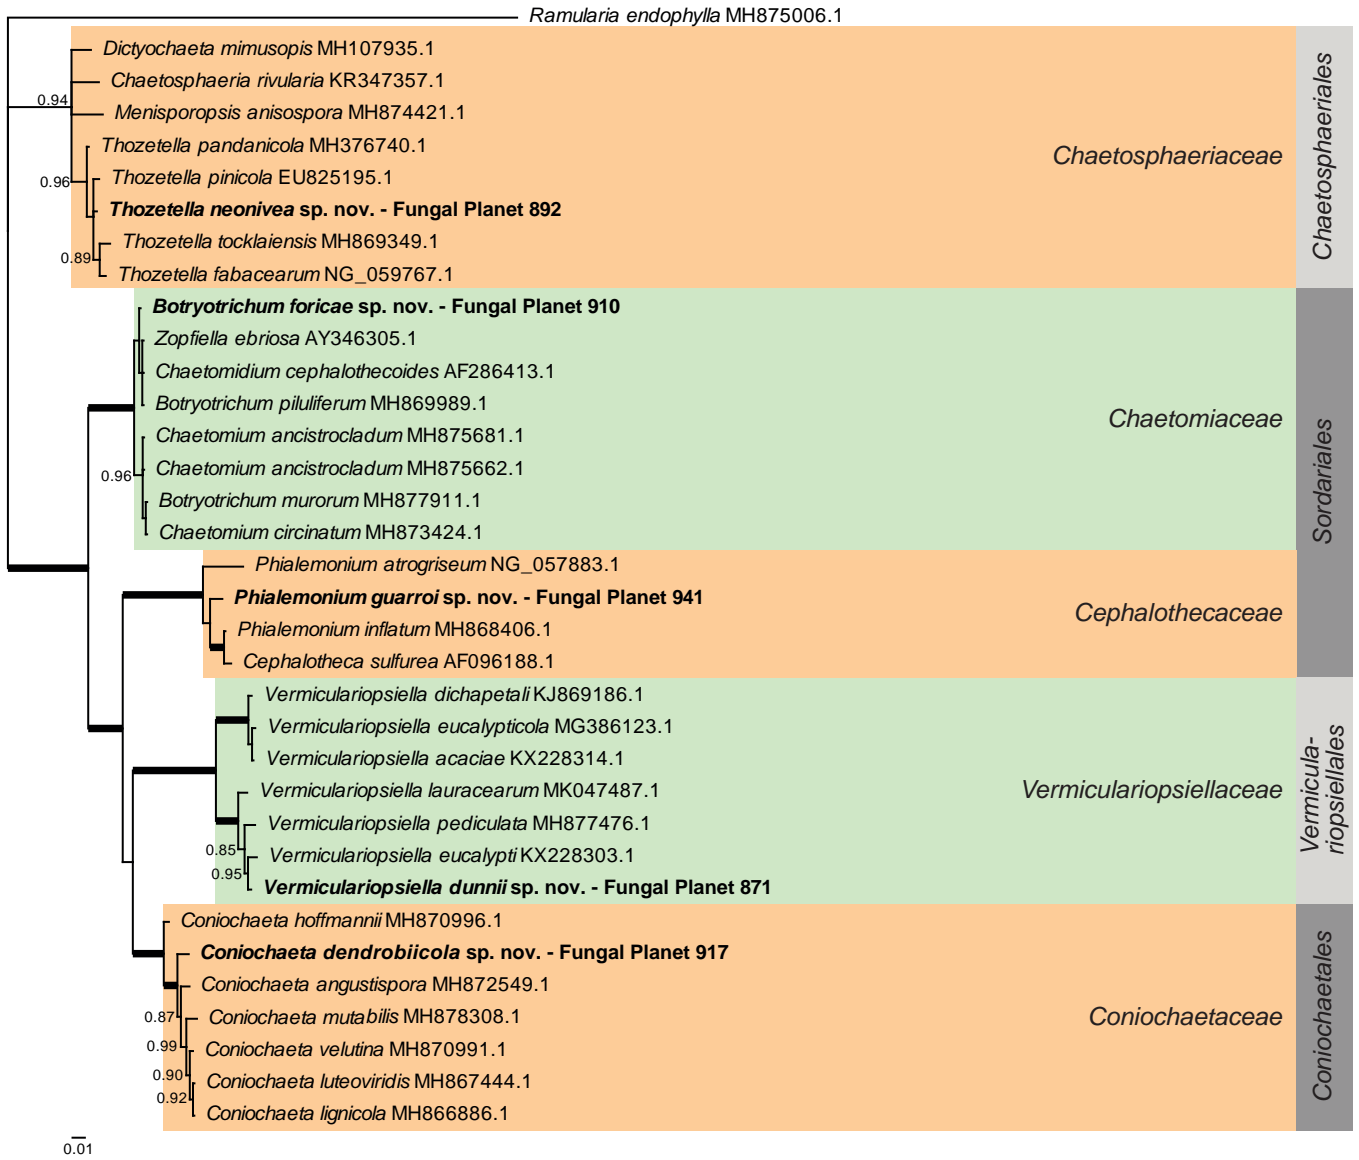 Ramularia endophylla MH875006.1
Dictyochaeta mimusopis MH107935.1
Chaetosphaeria rivularia KR347357.1
0.94
Menisporopsis anisospora MH874421.1
Thozetella pandanicola MH376740.1
Chaetosphaeriaceae
Chaetosphaeriales
0.96
Thozetella pinicola EU825195.1
Thozetella neonivea sp. nov. - Fungal Planet 892
Thozetella tocklaiensis MH869349.1
0.89
Thozetella fabacearum NG_059767.1
Botryotrichum foricae sp. nov. - Fungal Planet 910
Zopfiella ebriosa AY346305.1
Chaetomidium cephalothecoides AF286413.1
Botryotrichum piluliferum MH869989.1
Chaetomiaceae
Chaetomium ancistrocladum MH875681.1
Chaetomium ancistrocladum MH875662.1
0.96
Sordariales
Botryotrichum murorum MH877911.1
Chaetomium circinatum MH873424.1
Phialemonium atrogriseum NG_057883.1
Phialemonium guarroi sp. nov. - Fungal Planet 941
Cephalothecaceae
Phialemonium inflatum MH868406.1
Cephalotheca sulfurea AF096188.1
Vermiculariopsiella dichapetali KJ869186.1
Vermiculariopsiella eucalypticola MG386123.1
Vermiculariopsiella acaciae KX228314.1
Vermiculariopsiella lauracearum MK047487.1
Vermiculariopsiellaceae
Vermicula-
riopsiellales
Vermiculariopsiella pediculata MH877476.1
0.85
Vermiculariopsiella eucalypti KX228303.1
0.95
Vermiculariopsiella dunnii sp. nov. - Fungal Planet 871
Coniochaeta hoffmannii MH870996.1
Coniochaeta dendrobiicola sp. nov. - Fungal Planet 917
Coniochaeta angustispora MH872549.1
0.87
Coniochaeta mutabilis MH878308.1
Coniochaetaceae
Coniochaetales
0.99
Coniochaeta velutina MH870991.1
0.90
Coniochaeta luteoviridis MH867444.1
0.92
Coniochaeta lignicola MH866886.1
0.01